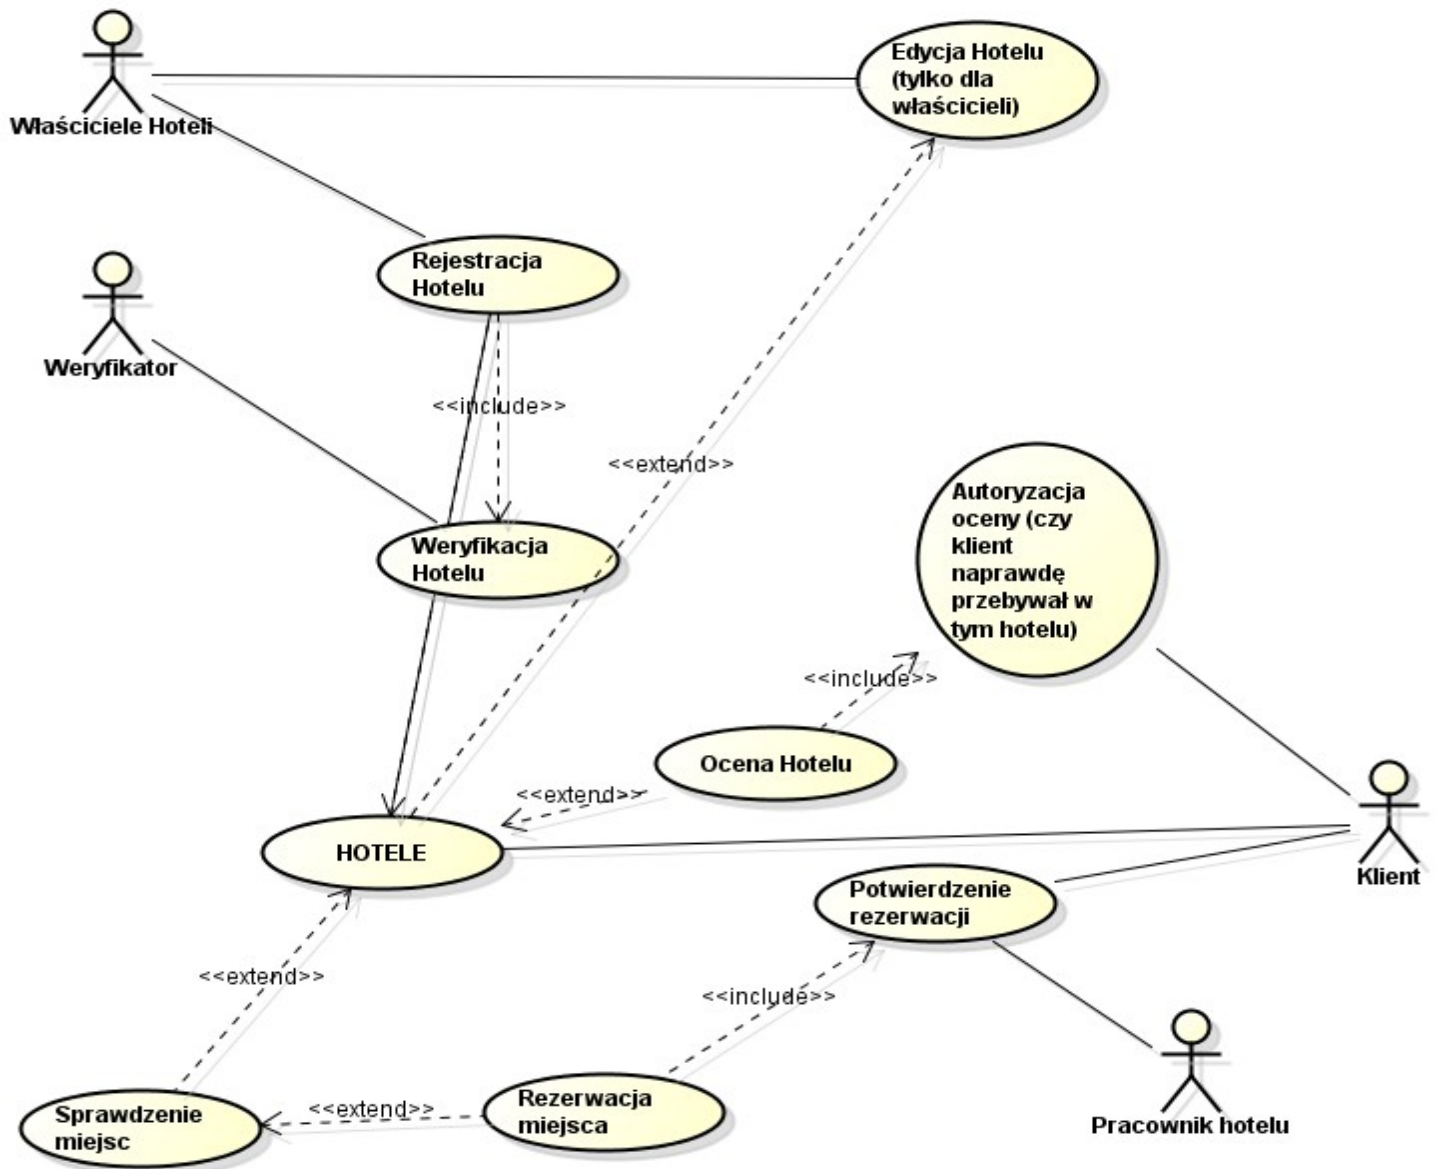 Edycja Hotelu
(tylko dla
właścicieli)
Właściciele Hoteli
Rejestracja
Hotelu
Weryfikator
<<include>>
<<extend>>
Autoryzacja
oceny (czy
klient
naprawdę
przebywał w
tym hotelu)
Weryfikacja
Hotelu
<<include>>
Ocena Hotelu
<<extend>>
HOTELE
Klient
Potwierdzenie
rezerwacji
<<extend>>
<<include>>
Rezerwacja
miejsca
<<extend>>
Sprawdzenie
miejsc
Pracownik hotelu